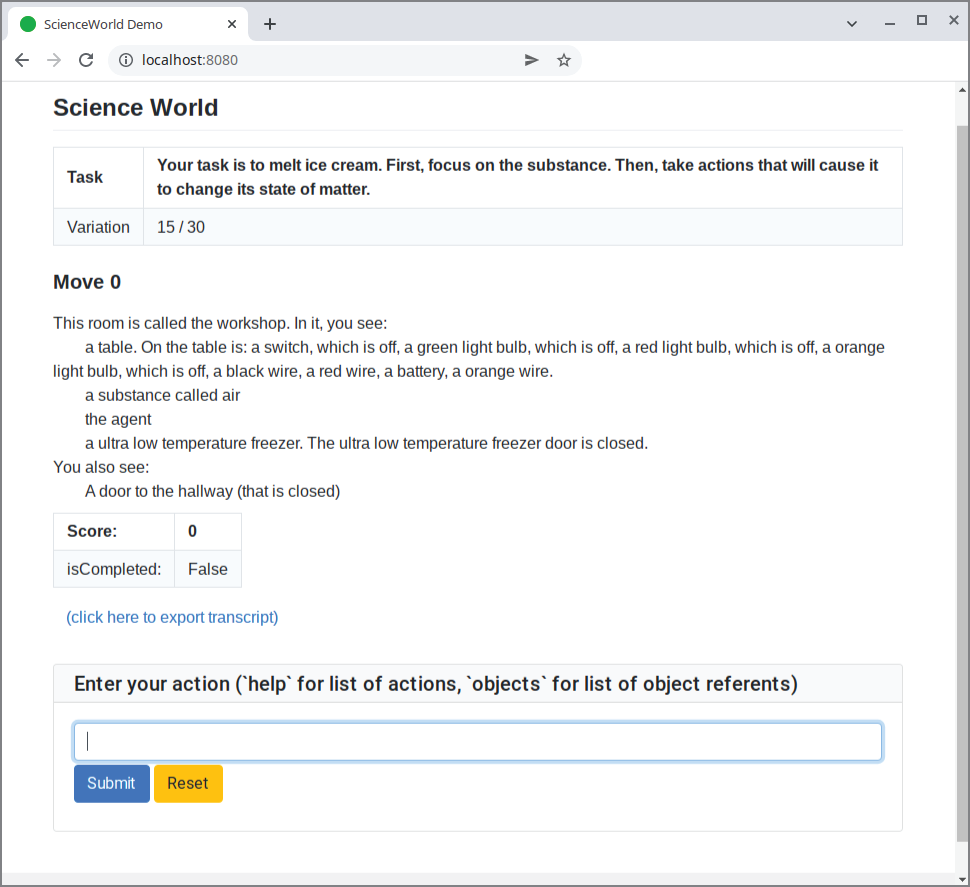 ScienceWorld Demo
localhost:8080
Science World
Task
Your task is to melt ice cream. First, focus on the substance. Then, take actions that will cause it
to change its state of matter.
Variation
15 / 30
Move 0
This room is called the workshop. In it, you see:
a table. On the table is: a switch, which is off, a green light bulb, which is off, a red light bulb, which is off, a orange
light bulb, which is off, a black wire, a red wire, a battery, a orange wire.
a substance called air
the agent
a ultra low temperature freezer. The ultra low temperature freezer door is closed.
You also see:
A door to the hallway (that is closed)
Score:
0
isCompleted:
False
(click here to export transcript)
Enter your action (`help` for list of actions, `objects` for list of object referents)
Submit
Reset